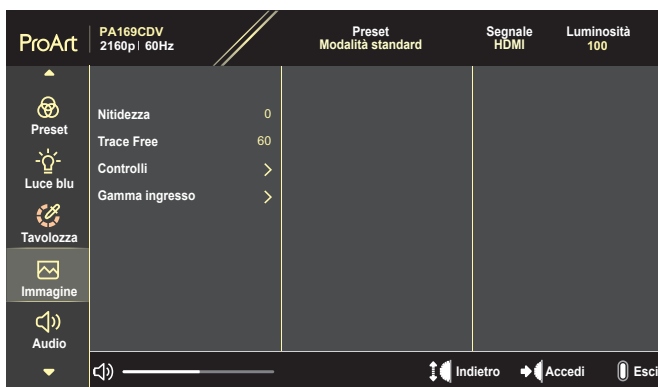 ProArt
PA169CDV
2160p | 60Hz
Preset
Modalità standard
Segnale
HDMI
Luminosità
100
Preset
Luce blu
Tavolozza
Immagine
Audio
Nitidezza 0
Trace Free 60
Controlli
Gamma ingresso
Indietro Accedi Esci